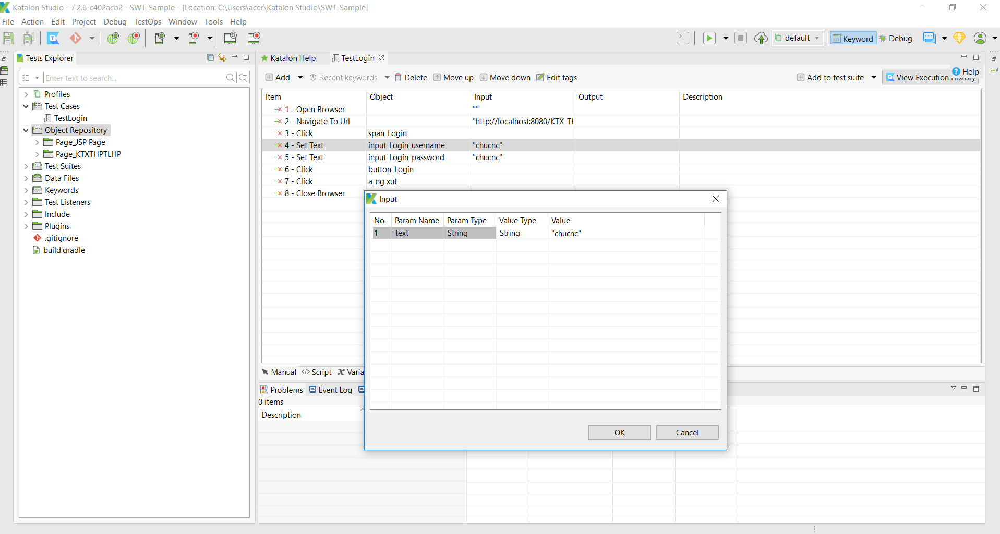 Katalon Studio - 7.2.6-c402acb2 - SWT_Sample - [Location: C:\Users\acer\Katalon Studio\SWT_Sample]
File Action Edit Project Debug TestOps Window Tools Help
default Keyword Debug
Tests Explorer
Enter text to search...
Profiles
Test Cases
TestLogin
Object Repository
Page_JSP Page
Page_KTXTHPTLHP
Test Suites
Data Files
Keywords
Test Listeners
Include
Plugins
.gitignore
build.gradle
Katalon Help TestLogin
Help
Add Recent keywords Delete Move up Move down Edit tags Add to test suite View Execution History
Item Object Input Output Description
1 - Open Browser ""
2 - Navigate To Url "http://localhost:8080/KTX_TH
3 - Click span_Login
4 - Set Text input_Login_username "chucnc"
5 - Set Text input_Login_password "chucnc"
6 - Click button_Login
7 - Click a_ng xut
8 - Close Browser
Input
No. Param Name Param Type Value Type Value
1 text String String "chucnc"
OK Cancel
Manual </> Script Varia
Problems Event Log
0 items
Description